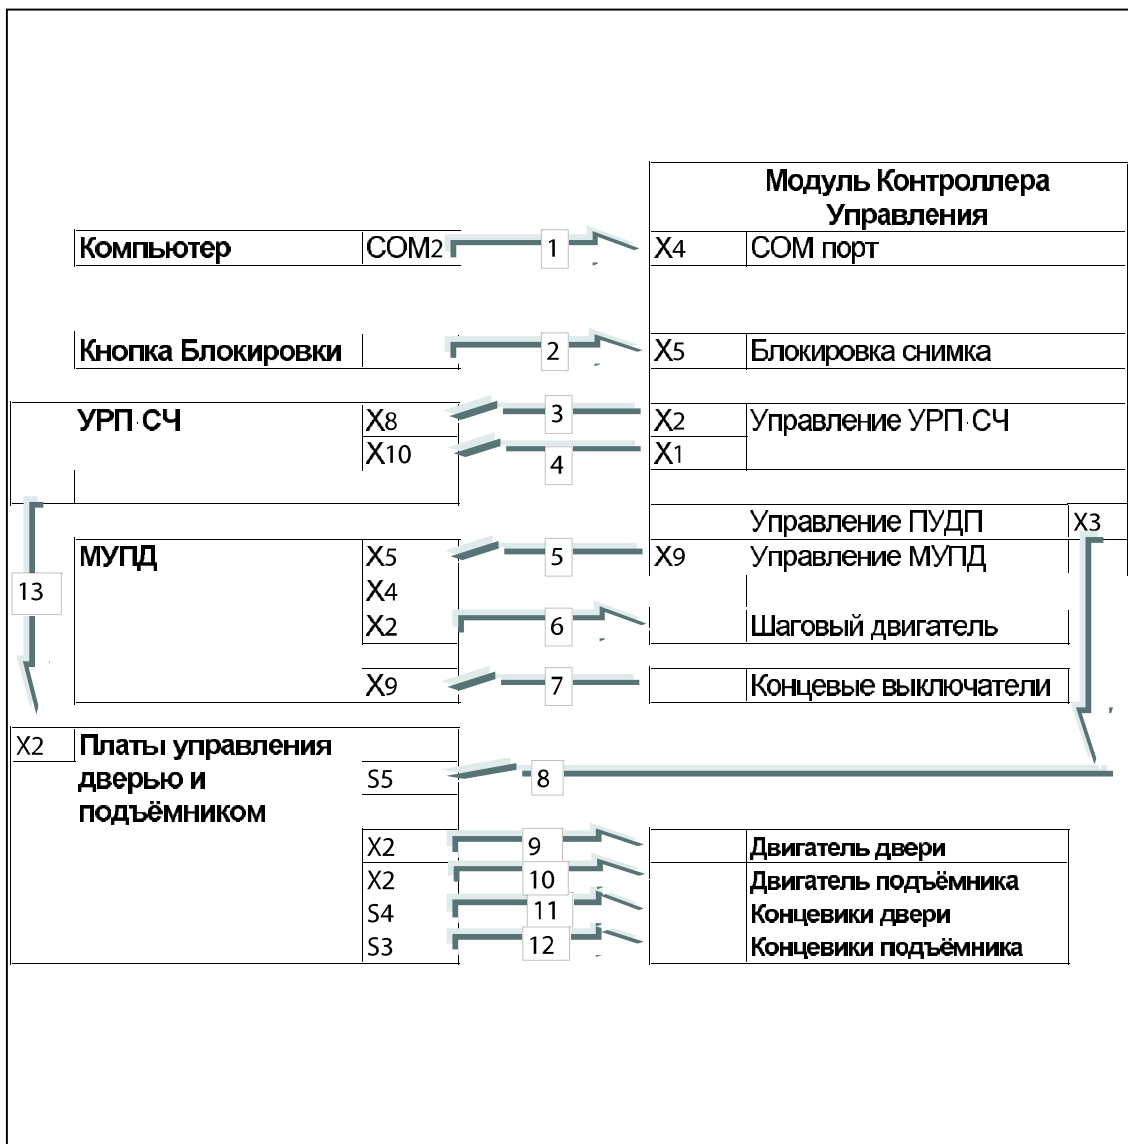 Модуль Контроллера
Управления
Компьютер COM2 1 X4 COM порт
Кнопка Блокировки 2 X5 Блокировка снимка
УРП СЧ X8 3 X2 Управление УРП СЧ
X10 4 X1
Управление ПУДП X3
МУПД X5 5 X9 Управление МУПД
13 X4
X2 6 Шаговый двигатель
X9 7 Концевые выключатели
X2 Платы управления
дверью и S5 8
подъёмником
X2 9 Двигатель двери
X2 10 Двигатель подъёмника
S4 11 Концевики двери
S3 12 Концевики подъёмника